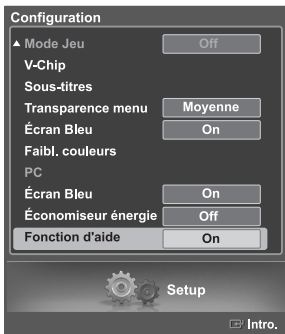 Configuration
▲ Mode Jeu Off
V-Chip
Sous-titres
Transparence menu Moyenne
Écran Bleu On
Faibl. couleurs
PC
Écran Bleu On
Économiseur énergie Off
Fonction d'aide On
Setup
Intro.